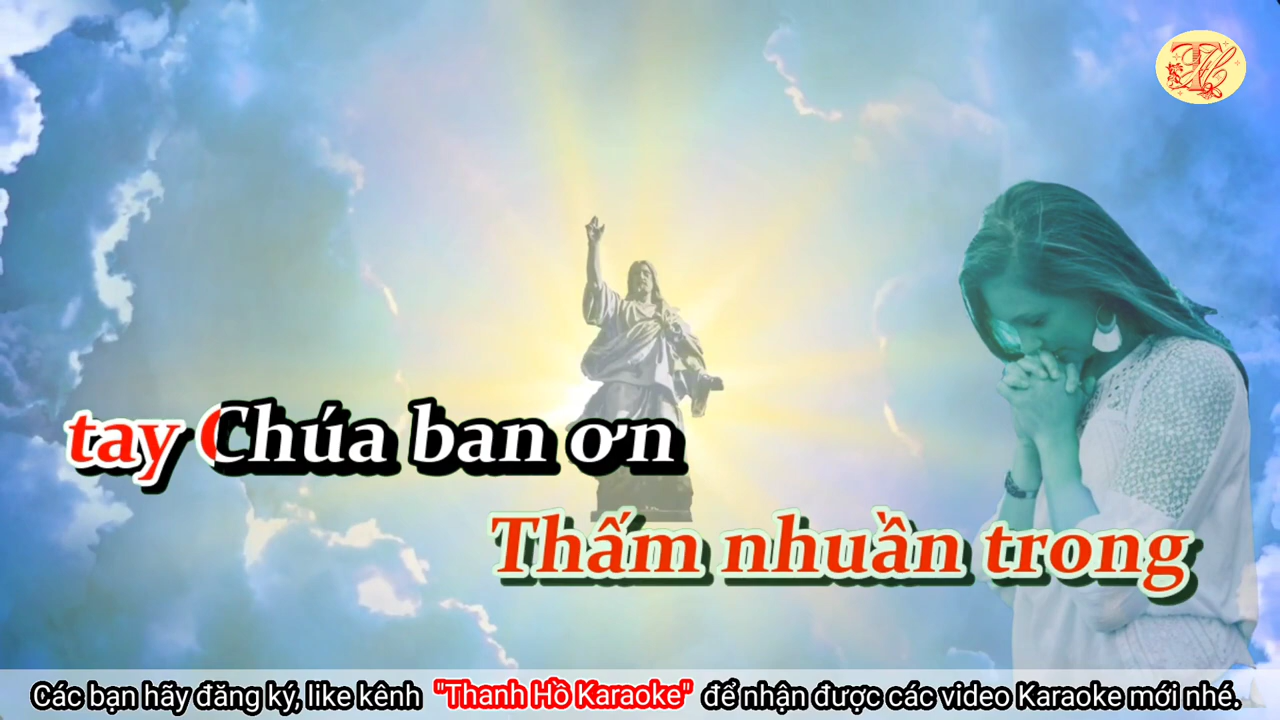 tay Chúa ban ơn
Thấm nhuần trong
Các bạn hãy đăng ký, like kênh "Thanh Hồ Karaoke" để nhận được các video Karaoke mới nhé.